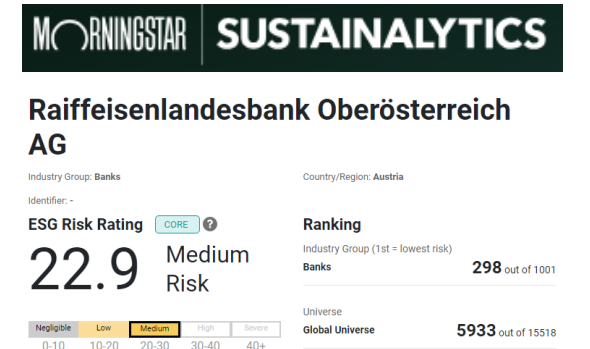 MORNINGSTAR SUSTAINALYTICS
Raiffeisenlandesbank Oberösterreich
AG
Industry Group: Banks
Country/Region: Austria
Identifier: -
ESG Risk Rating CORE ?
22.9 Medium
Risk
Negligible Low Medium High Severe
0-10 10-20 20-30 30-40 40+
Ranking
Industry Group (1st = lowest risk)
Banks 298 out of 1001
Universe
Global Universe 5933 out of 15518